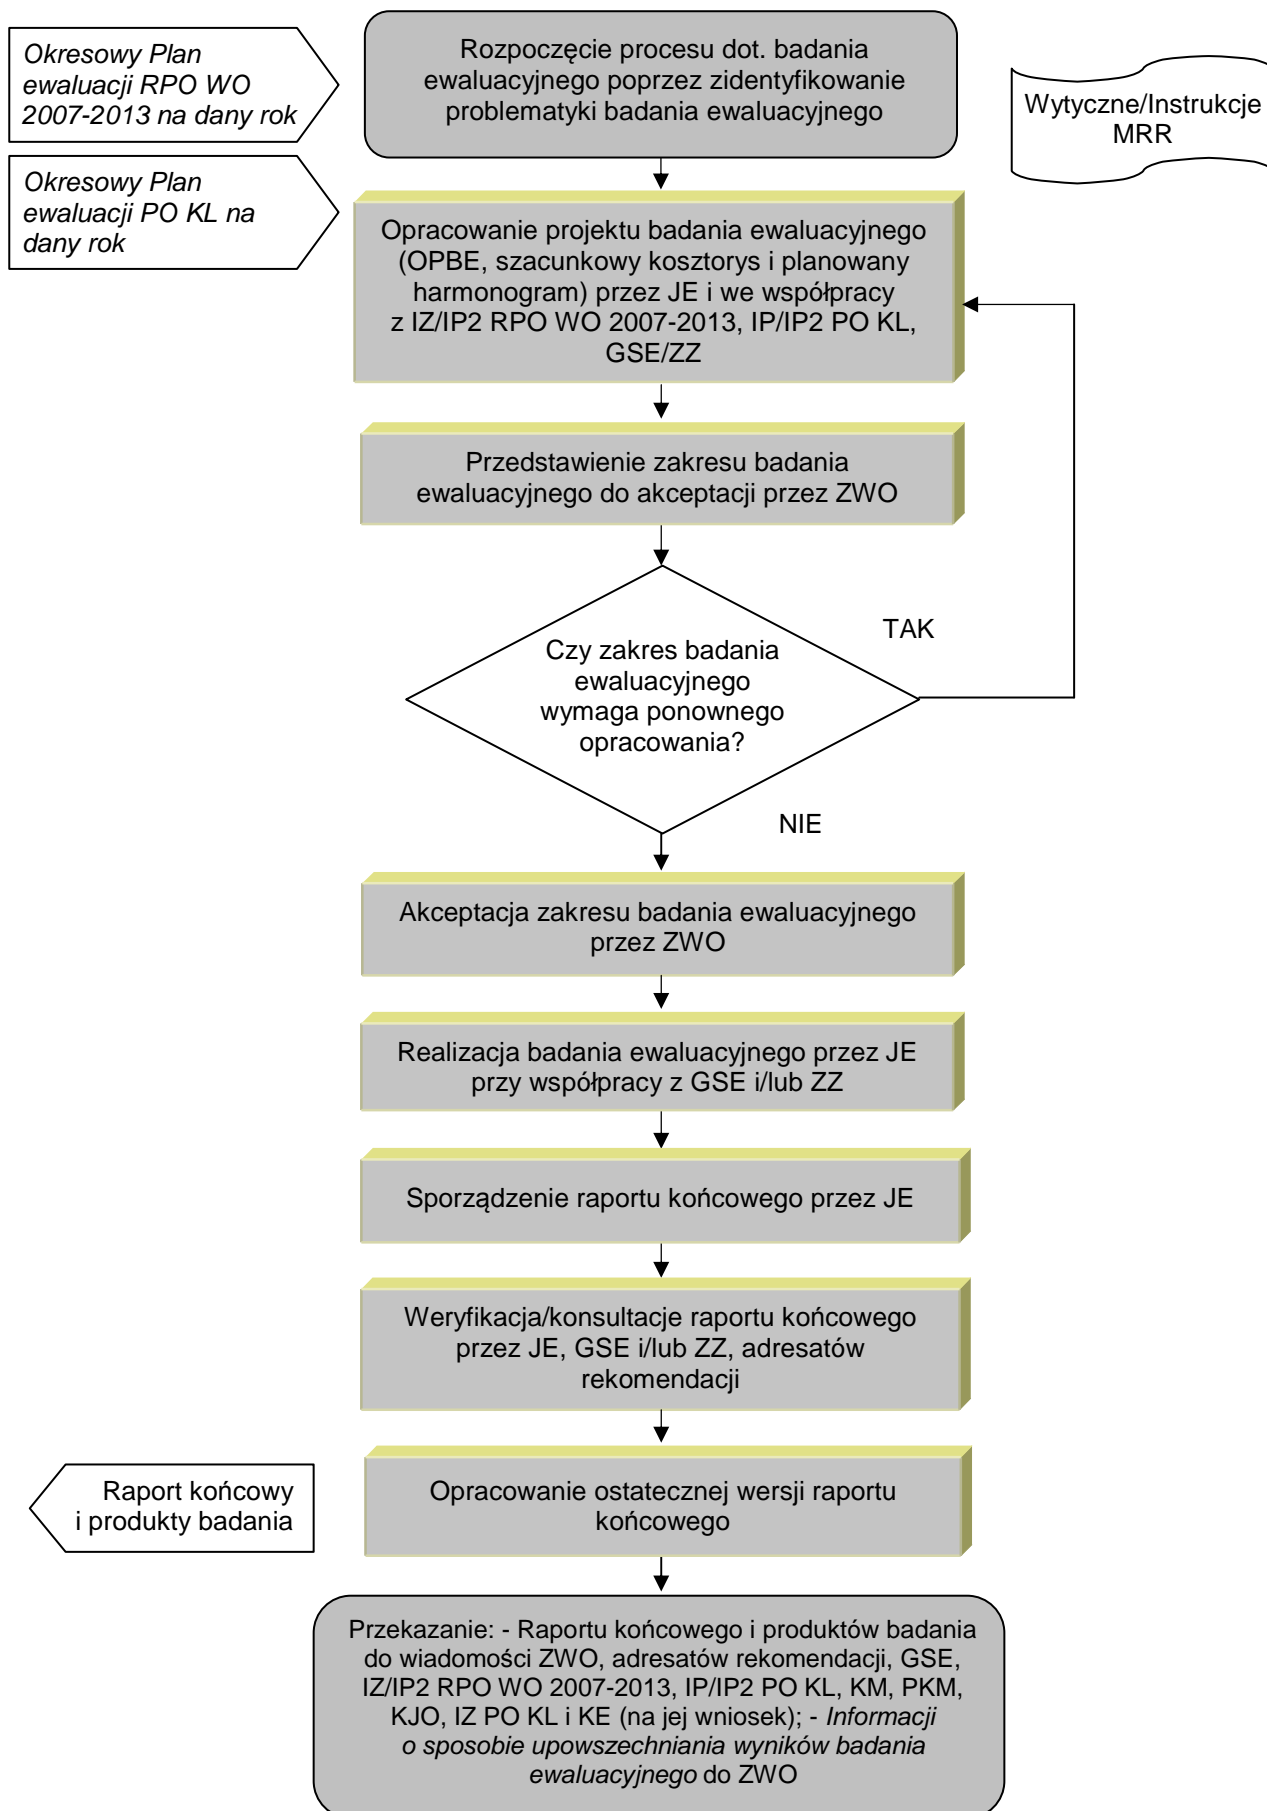 Okresowy Plan
ewaluacji RPO WO
2007-2013 na dany rok
Rozpoczęcie procesu dot. badania
ewaluacyjnego poprzez zidentyfikowanie
problematyki badania ewaluacyjnego
Wytyczne/Instrukcje
MRR
Okresowy Plan
ewaluacji PO KL na
dany rok
Opracowanie projektu badania ewaluacyjnego
(OPBE, szacunkowy kosztorys i planowany
harmonogram) przez JE i we współpracy
z IZ/IP2 RPO WO 2007-2013, IP/IP2 PO KL,
GSE/ZZ
Przedstawienie zakresu badania
ewaluacyjnego do akceptacji przez ZWO
TAK
Czy zakres badania
ewaluacyjnego
wymaga ponownego
opracowania?
NIE
Akceptacja zakresu badania ewaluacyjnego
przez ZWO
Realizacja badania ewaluacyjnego przez JE
przy współpracy z GSE i/lub ZZ
Sporządzenie raportu końcowego przez JE
Weryfikacja/konsultacje raportu końcowego
przez JE, GSE i/lub ZZ, adresatów
rekomendacji
Raport końcowy
i produkty badania
Opracowanie ostatecznej wersji raportu
końcowego
Przekazanie: - Raportu końcowego i produktów badania
do wiadomości ZWO, adresatów rekomendacji, GSE,
IZ/IP2 RPO WO 2007-2013, IP/IP2 PO KL, KM, PKM,
KJO, IZ PO KL i KE (na jej wniosek); - Informacji
o sposobie upowszechniania wyników badania
ewaluacyjnego do ZWO